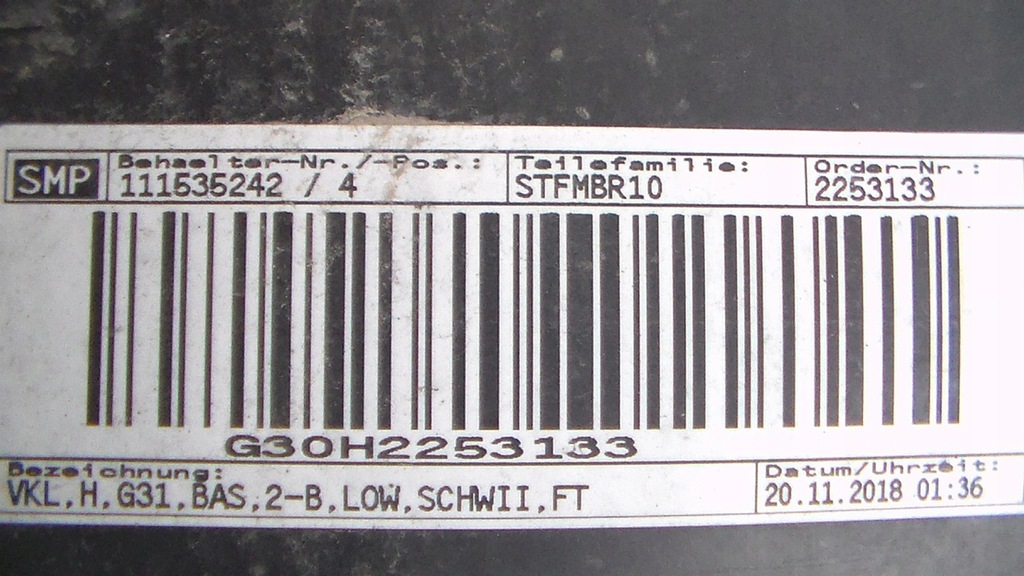 SMP Behaelter-Nr./-Pos.: Teilefamilie: Order-Nr.:
111535242 / 4 STFMBR10 2253133
G30H2253133
Bezeichnung: Datum/Uhrzeit:
VKL,H,G31,BAS,2-B,LOW,SCHWII,FT 20.11.2018 01:36